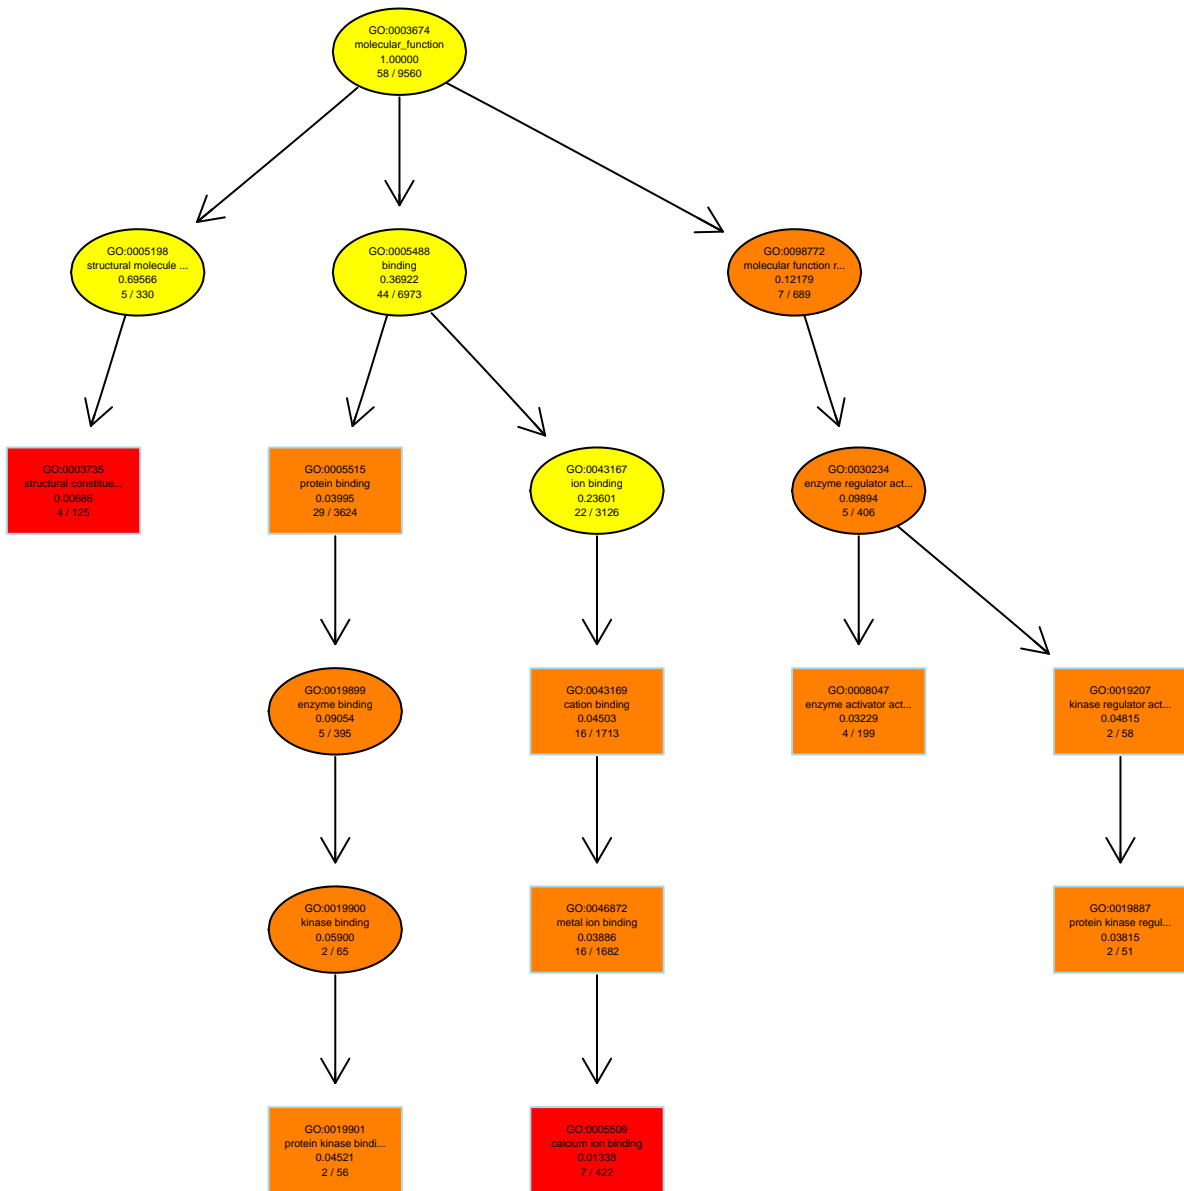 GO:0003674
molecular_function
1.00000
58 / 9560
GO:0005198
structural molecule ...
0.69566
5 / 330
GO:0005488
binding
0.36922
44 / 6973
GO:0098772
molecular function r...
0.12179
7 / 689
GO:0003735
structural constitue...
0.00686
4 / 125
GO:0005515
protein binding
0.03995
29 / 3624
GO:0043167
ion binding
0.23601
22 / 3126
GO:0030234
enzyme regulator act...
0.09894
5 / 406
GO:0019899
enzyme binding
0.09054
5 / 395
GO:0043169
cation binding
0.04503
16 / 1713
GO:0008047
enzyme activator act...
0.03229
4 / 199
GO:0019207
kinase regulator act...
0.04815
2 / 58
GO:0019900
kinase binding
0.05900
2 / 65
GO:0046872
metal ion binding
0.03886
16 / 1682
GO:0019887
protein kinase regul...
0.03815
2 / 51
GO:0019901
protein kinase bindi...
0.04521
2 / 56
GO:0005509
calcium ion binding
0.01338
7 / 422